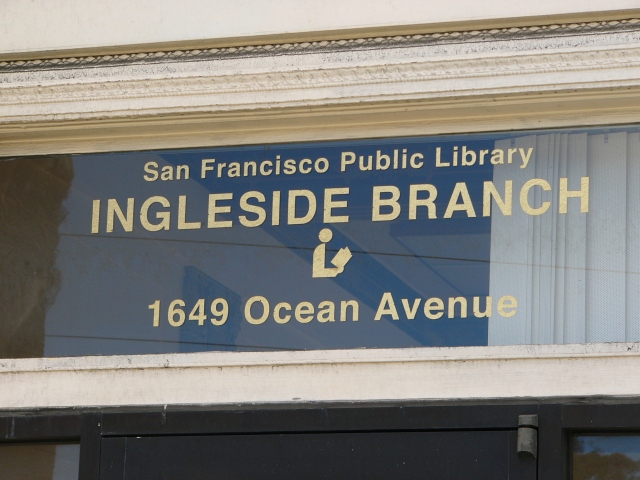 San Francisco Public Library
INGLESIDE BRANCH
1649 Ocean Avenue